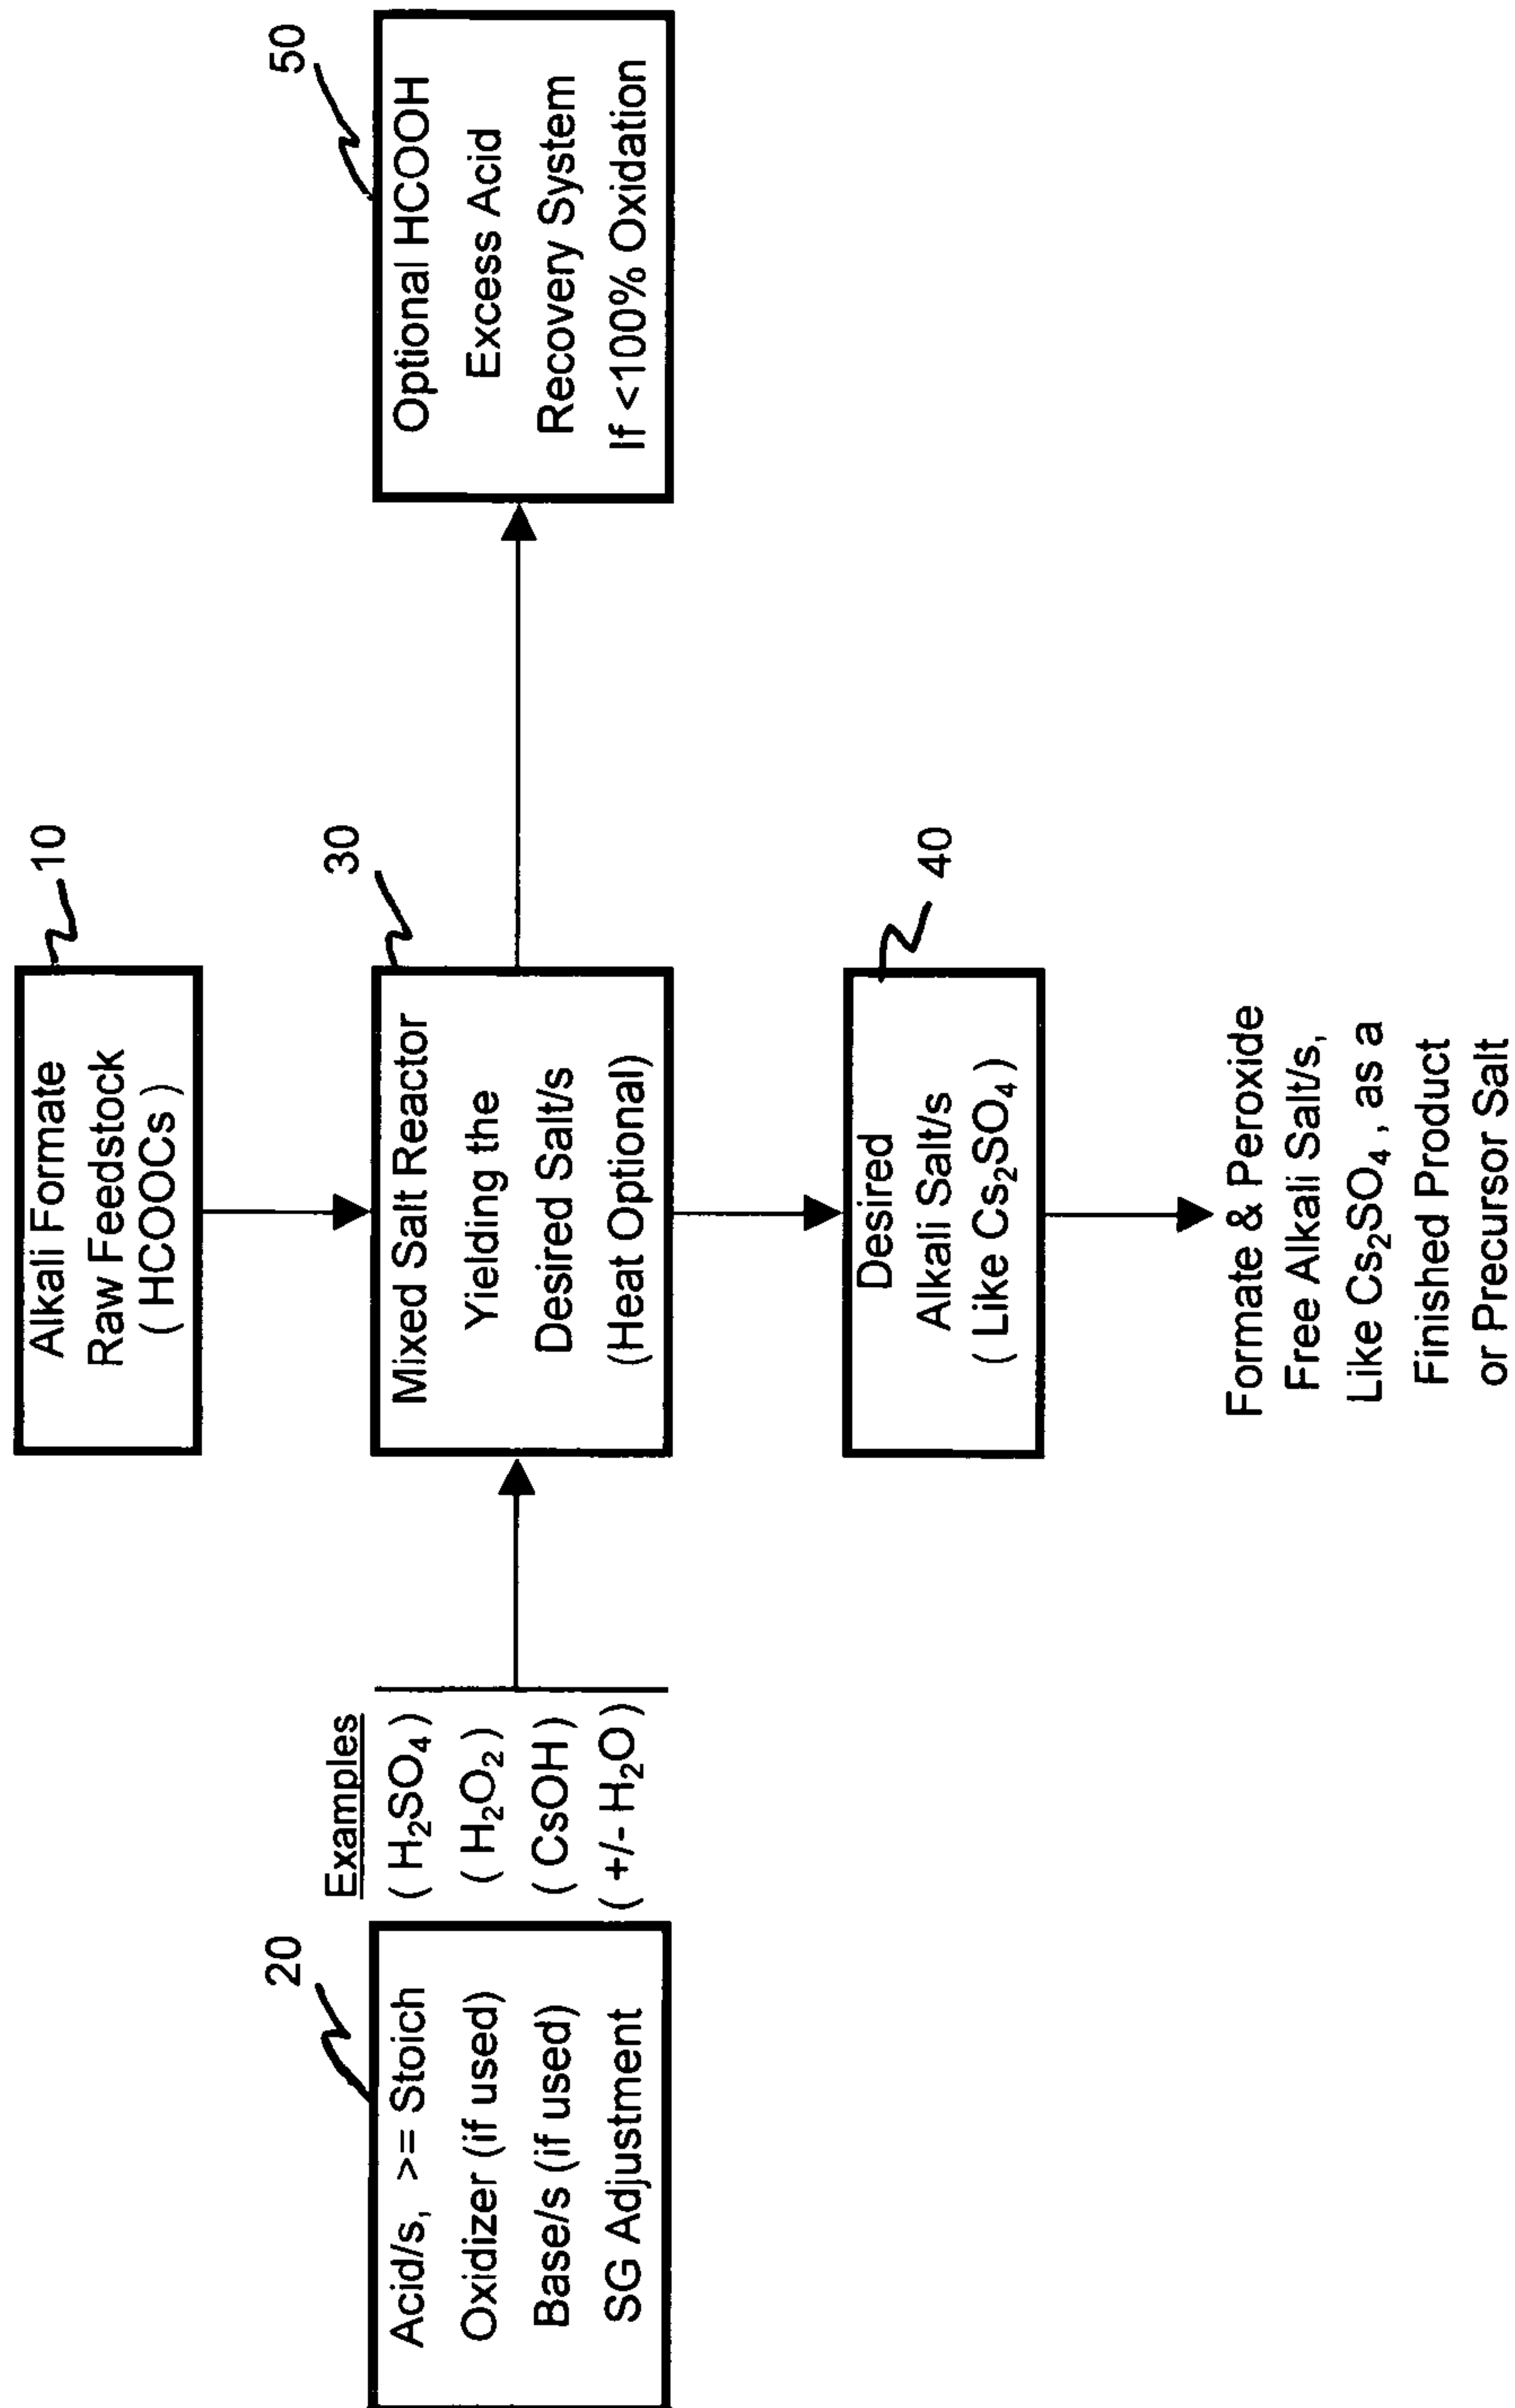 10
Alkali Formate
Raw Feedstock
( HCOOCs )
20
Acid/s, >= Stoich
Oxidizer (if used)
Base/s (if used)
SG Adjustment
Examples
( H₂SO₄)
( H₂O₂)
( CsOH )
( +/- H₂O)
30
Mixed Salt Reactor
Yielding the
Desired Salt/s
(Heat Optional)
50
Optional HCOOH
Excess Acid
Recovery System
If <100% Oxidation
40
Desired
Alkali Salt/s
( Like Cs₂SO₄ )
Formate & Peroxide
Free Alkali Salt/s,
Like Cs₂SO₄ , as a
Finished Product
or Precursor Salt